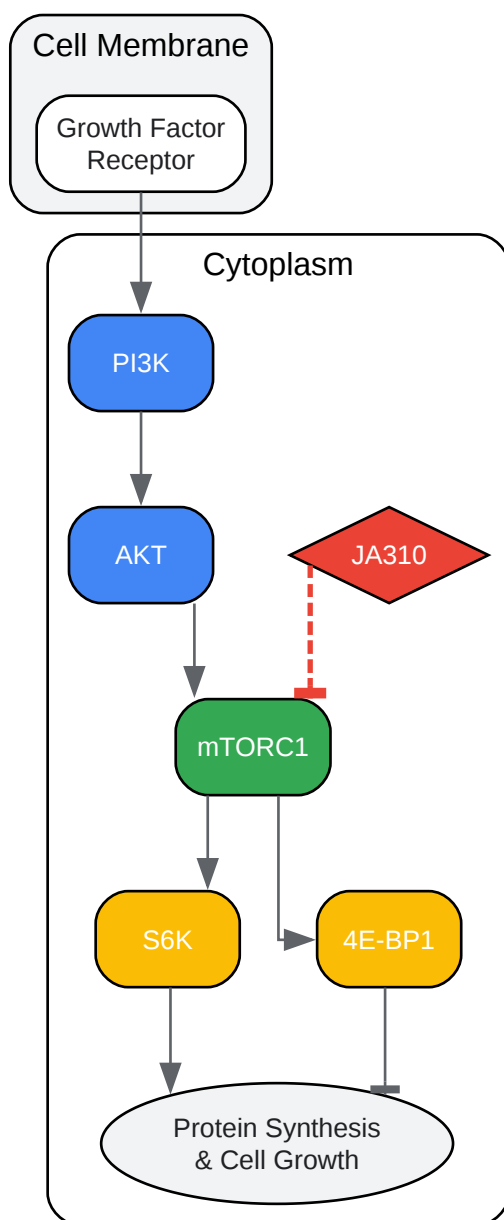 Cell Membrane
Growth Factor
Receptor
Cytoplasm
PI3K
AKT
JA310
mTORC1
S6K
4E-BP1
Protein Synthesis
& Cell Growth